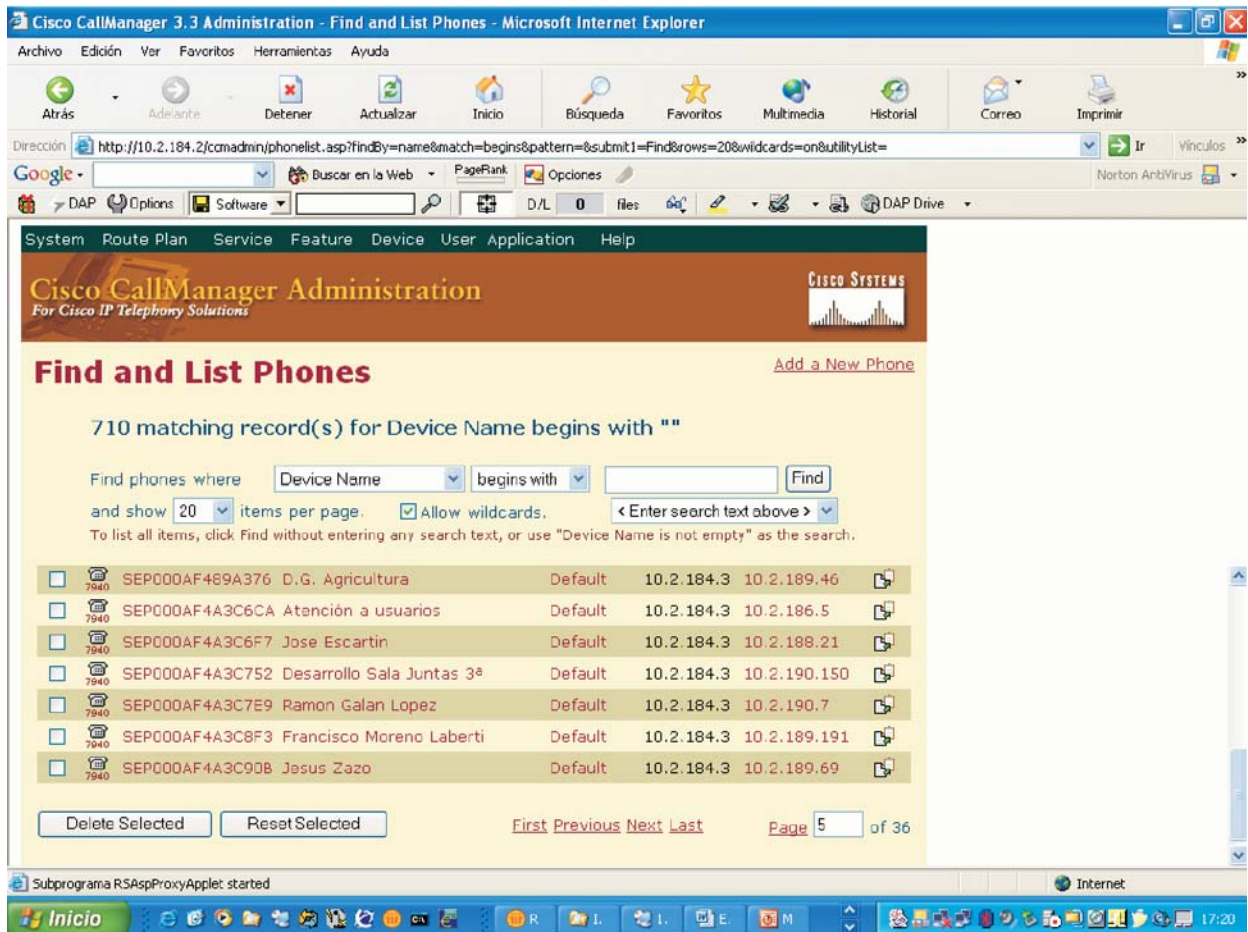 Cisco CallManager 3.3 Administration - Find and List Phones - Microsoft Internet Explorer
Archivo Edición Ver Favoritos Herramientas Ayuda
Atrás Adelante Detener Actualizar Inicio Búsqueda Favoritos Multimedia Historial Correo Imprimir
Dirección http://10.2.184.2/ccmadmin/phonelist.asp?findBy=name&match=begins&pattern=&submit1=Find&rows=20&wildcards=on&utilityList= Ir Vínculos
Google Buscar en la Web PageRank Opciones Norton AntiVirus
DAP Options Software D/L 0 files DAP Drive
System Route Plan Service Feature Device User Application Help
Cisco CallManager Administration
For Cisco IP Telephony Solutions
CISCO SYSTEMS
Find and List Phones
Add a New Phone
710 matching record(s) for Device Name begins with ""
Find phones where Device Name begins with Find
and show 20 items per page. Allow wildcards. < Enter search text above >
To list all items, click Find without entering any search text, or use "Device Name is not empty" as the search.
7940 SEP000AF489A376 D.G. Agricultura Default 10.2.184.3 10.2.189.46
7940 SEP000AF4A3C6CA Atención a usuarios Default 10.2.184.3 10.2.186.5
7940 SEP000AF4A3C6F7 Jose Escartin Default 10.2.184.3 10.2.188.21
7940 SEP000AF4A3C752 Desarrollo Sala Juntas 3ª Default 10.2.184.3 10.2.190.150
7940 SEP000AF4A3C7E9 Ramon Galan Lopez Default 10.2.184.3 10.2.190.7
7940 SEP000AF4A3C8F3 Francisco Moreno Laberti Default 10.2.184.3 10.2.189.191
7940 SEP000AF4A3C90B Jesus Zazo Default 10.2.184.3 10.2.189.69
Delete Selected Reset Selected First Previous Next Last Page 5 of 36
Subprograma RSAspProxyApplet started Internet
Inicio R I. 1. E. M 17:20